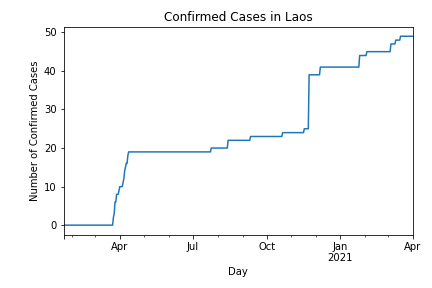 Confirmed Cases in Laos
50
40
30
20
10
0
Number of Confirmed Cases
Apr Jul Oct Jan Apr
2021
Day